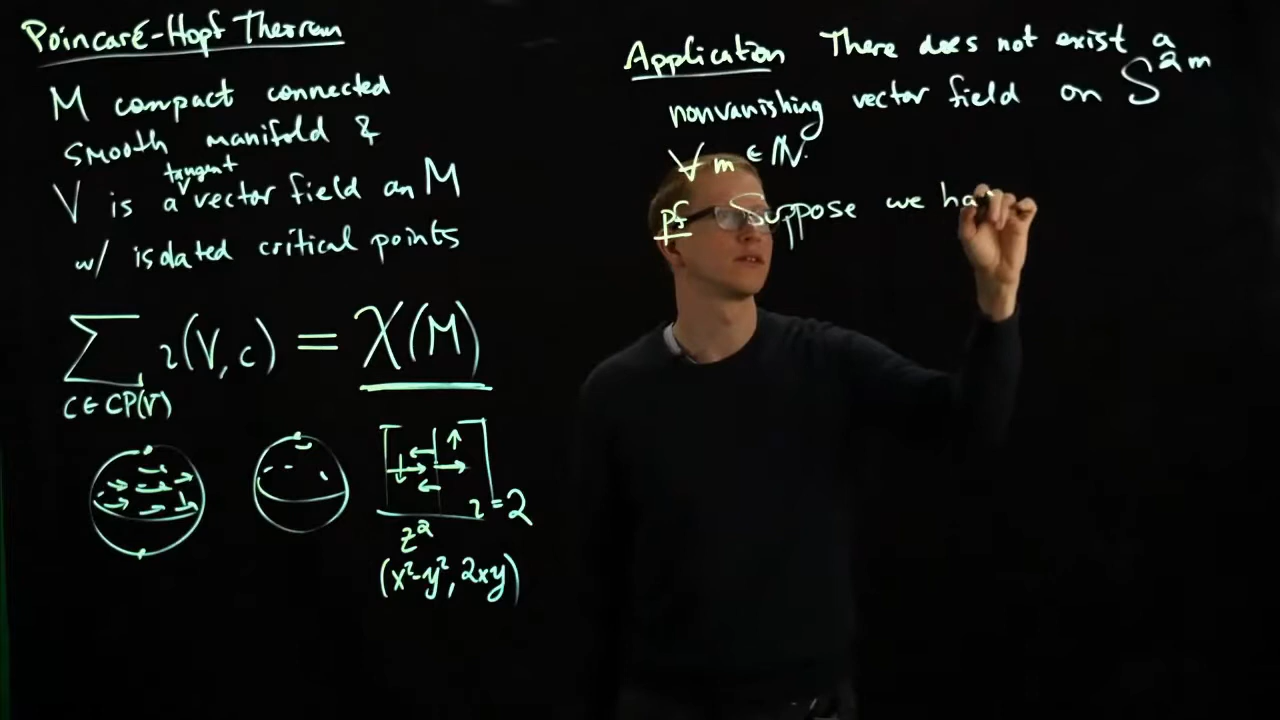 Poincaré-Hopf Theorem
M compact connected
smooth manifold &
tangent
V is a vector field on M
w/ isolated critical points
∑ ı(V,c) = χ(M)
c ∈ CP(V)
ı = 2
z²
(x²-y², 2xy)
Application There does not exist a
nonvanishing vector field on S^2m
∀ m ∈ ℕ.
pf Suppose we ha